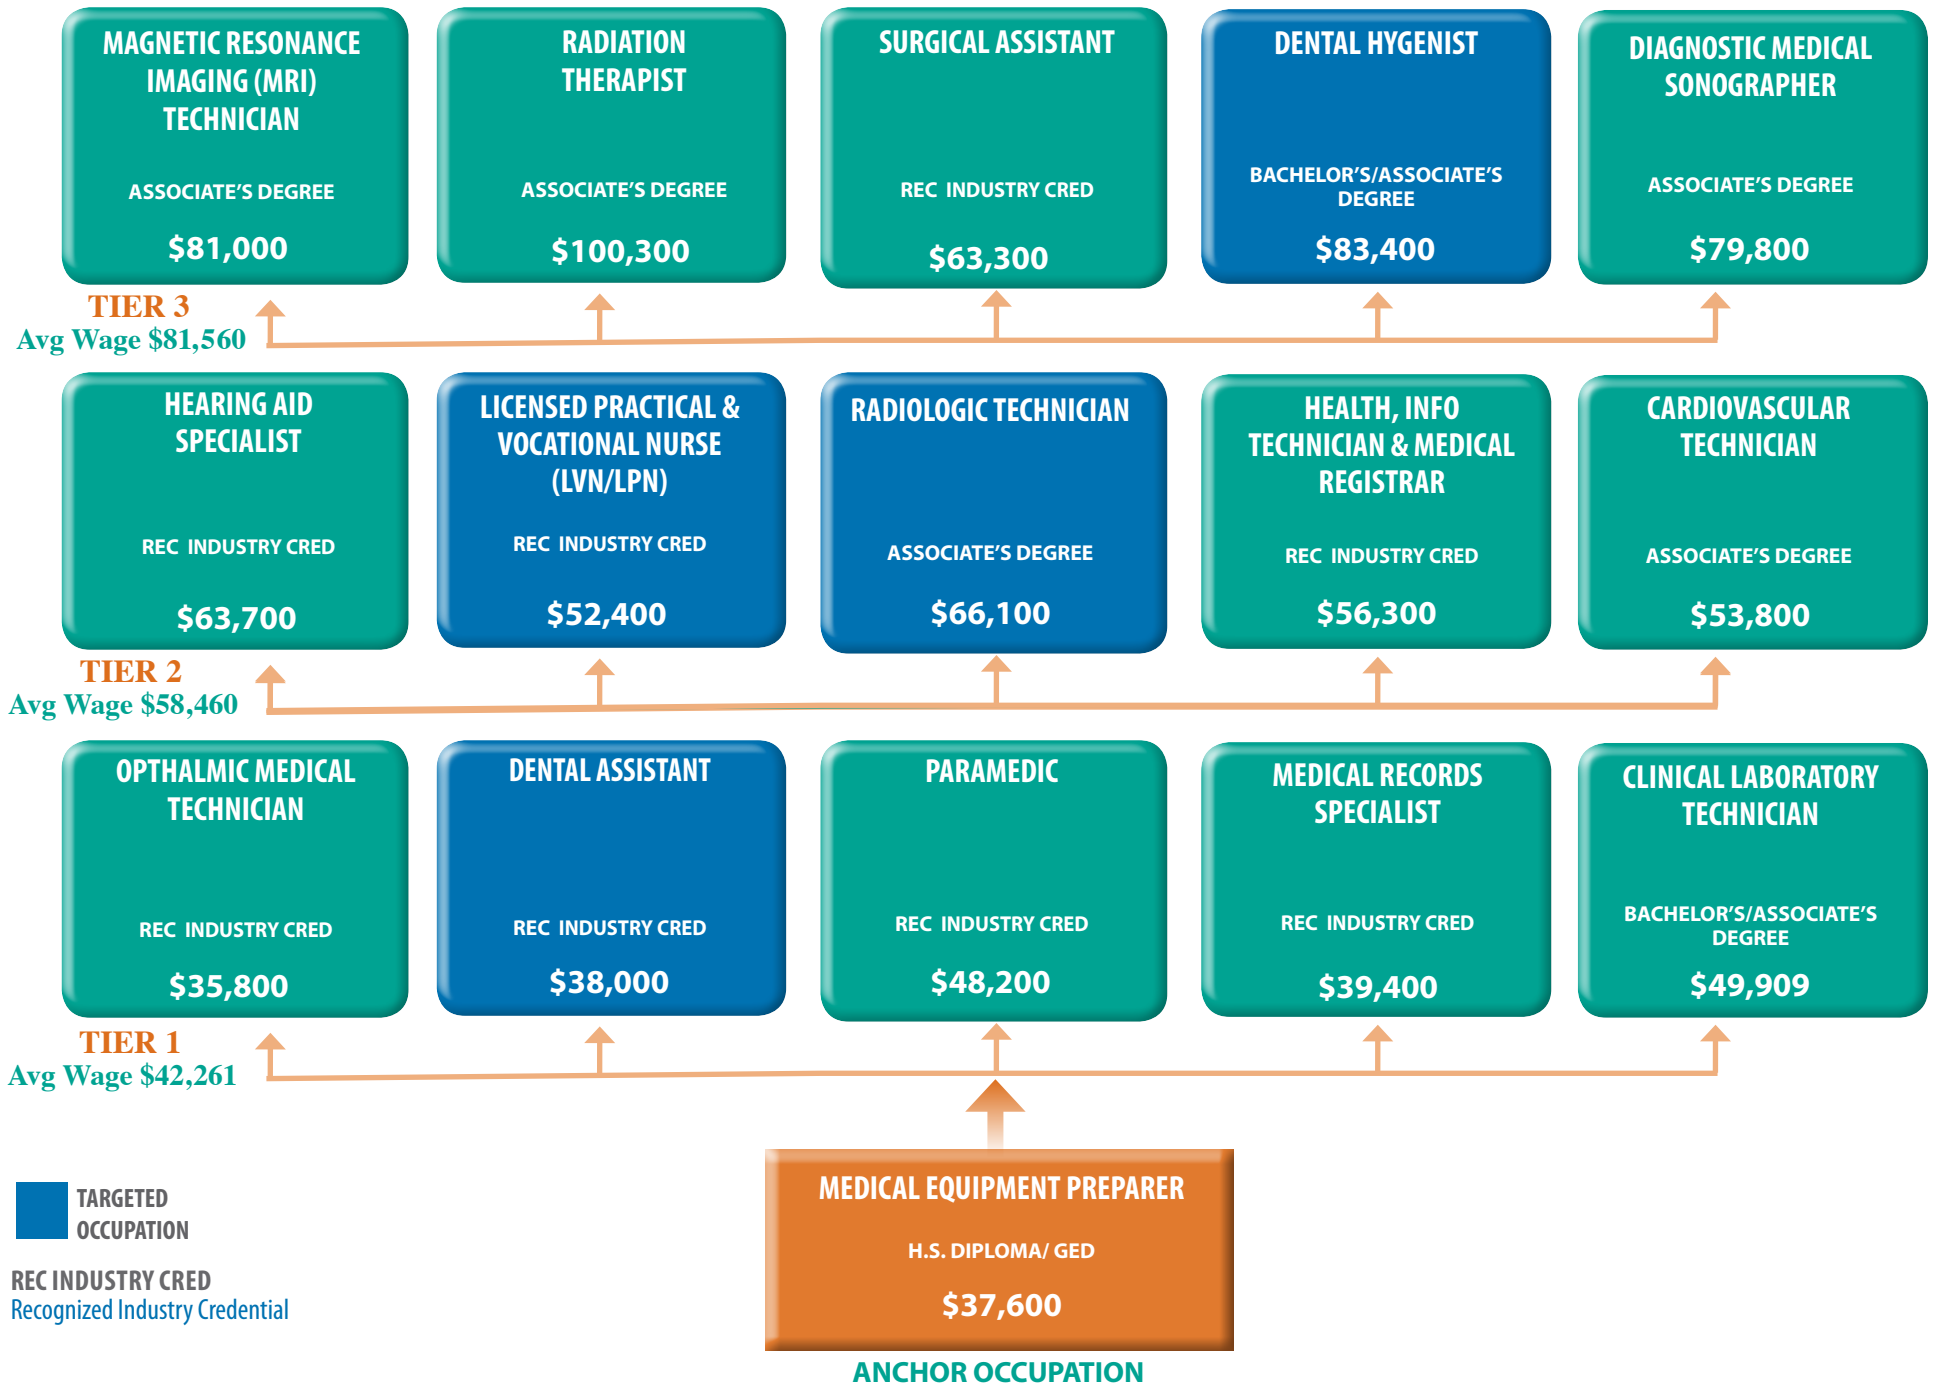 MAGNETIC RESONANCE
IMAGING (MRI)
TECHNICIAN
ASSOCIATE'S DEGREE
$81,000
RADIATION
THERAPIST
ASSOCIATE'S DEGREE
$100,300
SURGICAL ASSISTANT
REC INDUSTRY CRED
$63,300
DENTAL HYGENIST
BACHELOR'S/ASSOCIATE'S
DEGREE
$83,400
DIAGNOSTIC MEDICAL
SONOGRAPHER
ASSOCIATE'S DEGREE
$79,800
TIER 3
Avg Wage $81,560
HEARING AID
SPECIALIST
REC INDUSTRY CRED
$63,700
LICENSED PRACTICAL &
VOCATIONAL NURSE
(LVN/LPN)
REC INDUSTRY CRED
$52,400
RADIOLOGIC TECHNICIAN
ASSOCIATE'S DEGREE
$66,100
HEALTH, INFO
TECHNICIAN & MEDICAL
REGISTRAR
REC INDUSTRY CRED
$56,300
CARDIOVASCULAR
TECHNICIAN
ASSOCIATE'S DEGREE
$53,800
TIER 2
Avg Wage $58,460
OPTHALMIC MEDICAL
TECHNICIAN
REC INDUSTRY CRED
$35,800
DENTAL ASSISTANT
REC INDUSTRY CRED
$38,000
PARAMEDIC
REC INDUSTRY CRED
$48,200
MEDICAL RECORDS
SPECIALIST
REC INDUSTRY CRED
$39,400
CLINICAL LABORATORY
TECHNICIAN
BACHELOR'S/ASSOCIATE'S
DEGREE
$49,909
TIER 1
Avg Wage $42,261
MEDICAL EQUIPMENT PREPARER
H.S. DIPLOMA/ GED
$37,600
ANCHOR OCCUPATION
TARGETED
OCCUPATION
REC INDUSTRY CRED
Recognized Industry Credential